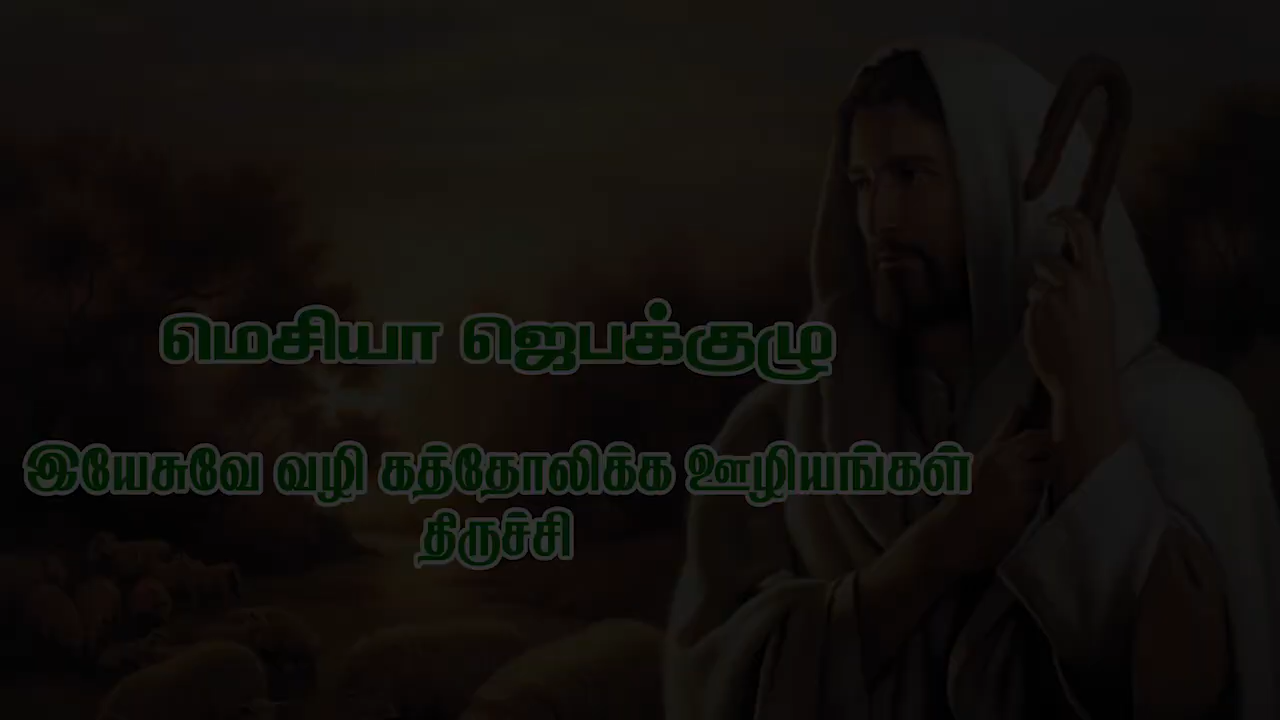 மெசியா ஜெபக்குழு
இயேசுவே வழி கத்தோலிக்க ஊழியங்கள்
திருச்சி